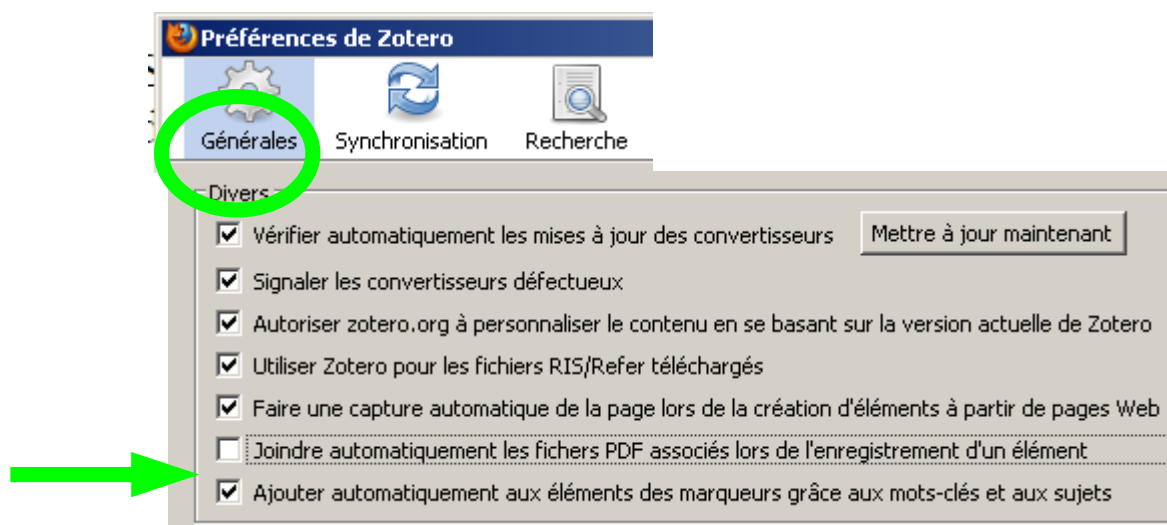 Préférences de Zotero
Générales Synchronisation Recherche
Divers
Vérifier automatiquement les mises à jour des convertisseurs Mettre à jour maintenant
Signaler les convertisseurs défectueux
Autoriser zotero.org à personnaliser le contenu en se basant sur la version actuelle de Zotero
Utiliser Zotero pour les fichiers RIS/Refer téléchargés
Faire une capture automatique de la page lors de la création d'éléments à partir de pages Web
Joindre automatiquement les fichers PDF associés lors de l'enregistrement d'un élément
Ajouter automatiquement aux éléments des marqueurs grâce aux mots-clés et aux sujets